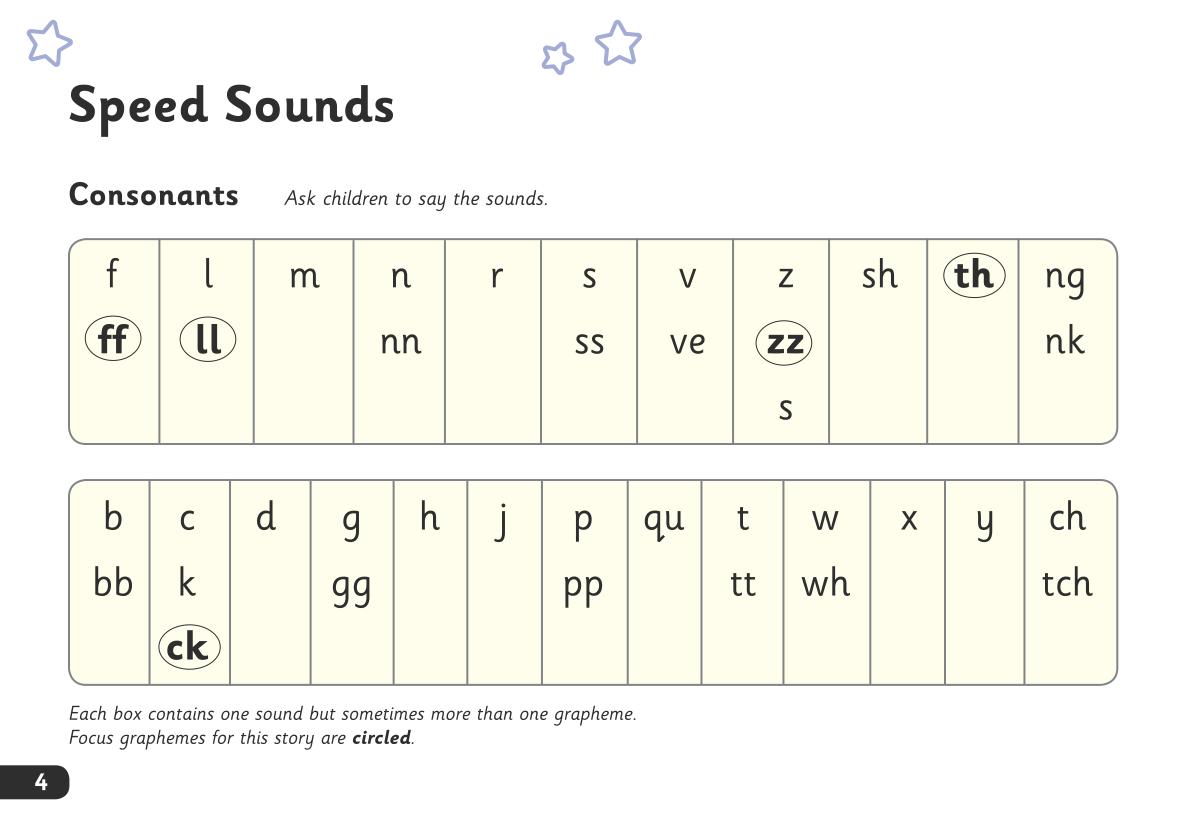 Speed Sounds
Consonants Ask children to say the sounds.
f l m n r s v z sh th ng
ff ll nn ss ve zz nk
s
b c d g h j p qu t w x y ch
bb k gg pp tt wh tch
ck
Each box contains one sound but sometimes more than one grapheme.
Focus graphemes for this story are circled.
4